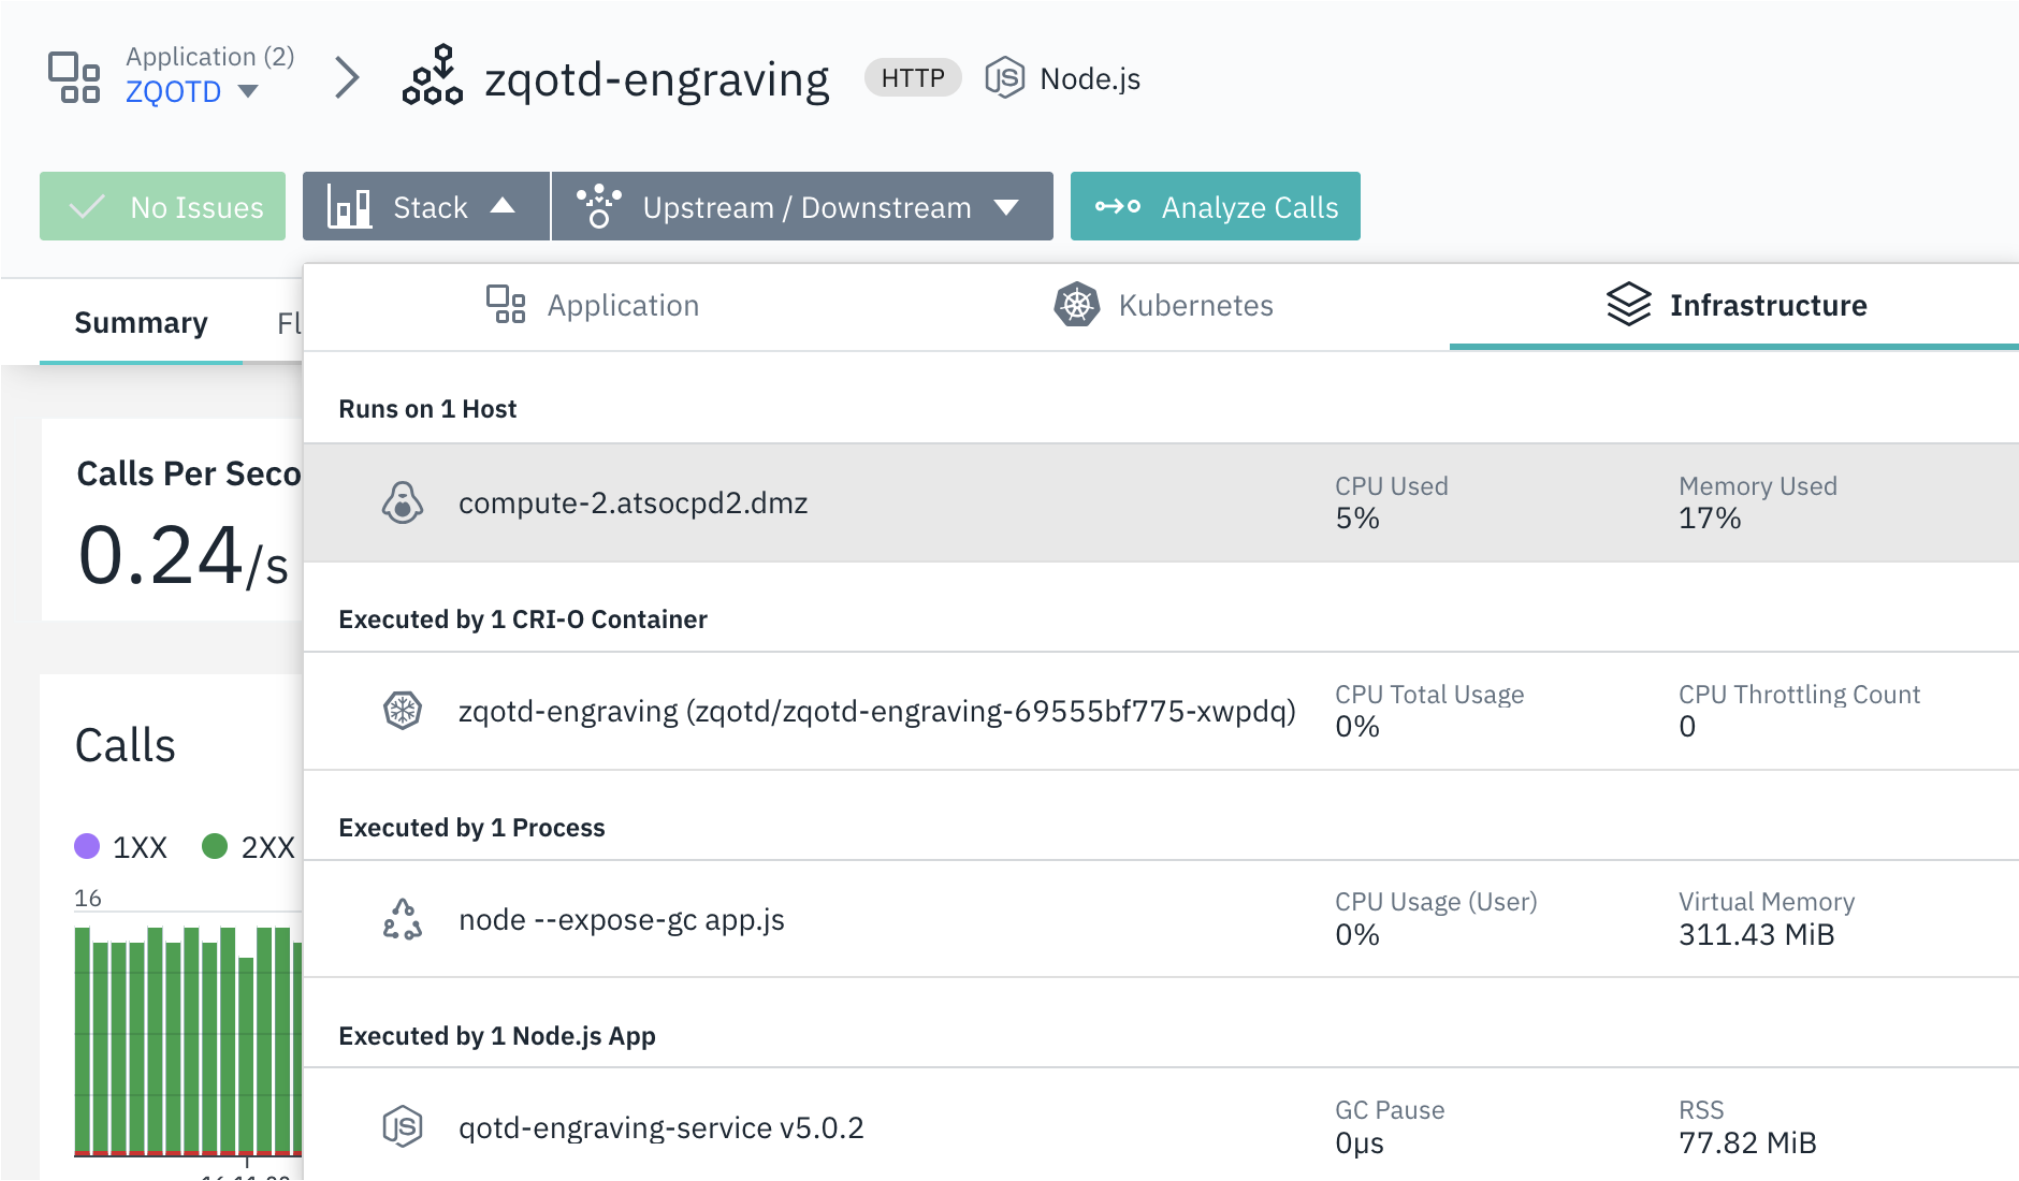 Application (2)
ZQOTD
zqotd-engraving HTTP JS Node.js
No Issues Stack Upstream / Downstream Analyze Calls
Summary Fl
Application Kubernetes Infrastructure
Runs on 1 Host
Calls Per Seco
0.24/s
compute-2.atsocpd2.dmz
CPU Used
5%
Memory Used
17%
Executed by 1 CRI-O Container
zqotd-engraving (zqotd/zqotd-engraving-69555bf775-xwpdq)
CPU Total Usage
0%
CPU Throttling Count
0
Calls
1XX 2XX
16
Executed by 1 Process
node --expose-gc app.js
CPU Usage (User)
0%
Virtual Memory
311.43 MiB
Executed by 1 Node.js App
JS qotd-engraving-service v5.0.2
GC Pause
0µs
RSS
77.82 MiB